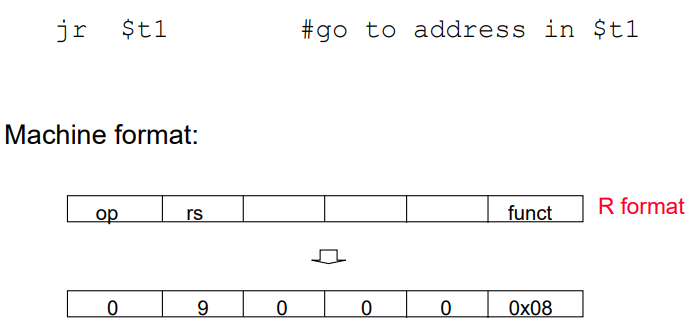 jr $t1 #go to address in $t1
Machine format:
op rs funct R format
0 9 0 0 0 0x08